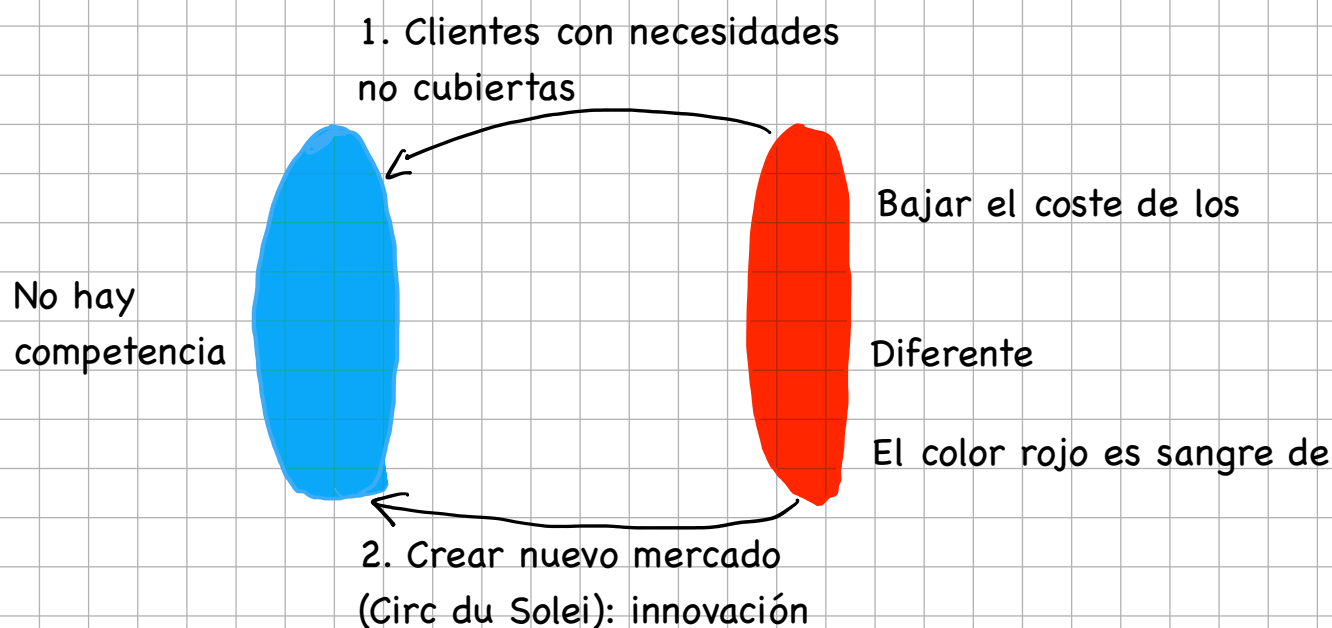 1. Clientes con necesidades
no cubiertas
Bajar el coste de los
No hay
competencia
Diferente
El color rojo es sangre de
2. Crear nuevo mercado
(Circ du Solei): innovación